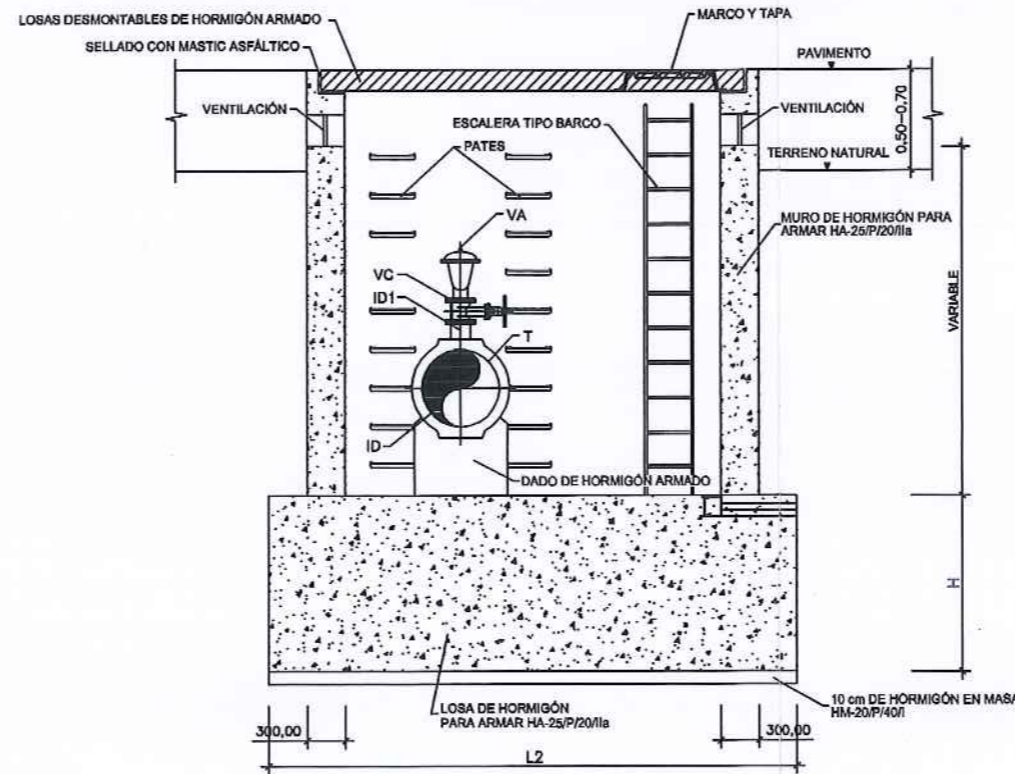 LOSAS DESMONTABLES DE HORMIGÓN ARMADO
MARCO Y TAPA
SELLADO CON MASTIC ASFÁLTICO
PAVIMENTO
VENTILACIÓN
ESCALERA TIPO BARCO
VENTILACIÓN
0.50-0.70
PATES
TERRENO NATURAL
VA
MURO DE HORMIGÓN PARA
ARMAR HA-25/P/20/IIa
VC
ID1
VARIABLE
T
ID
DADO DE HORMIGÓN ARMADO
H
LOSA DE HORMIGÓN
PARA ARMAR HA-25/P/20/IIa
10 cm DE HORMIGÓN EN MASA
HM-20/P/40/I
300,00
300,00
L2